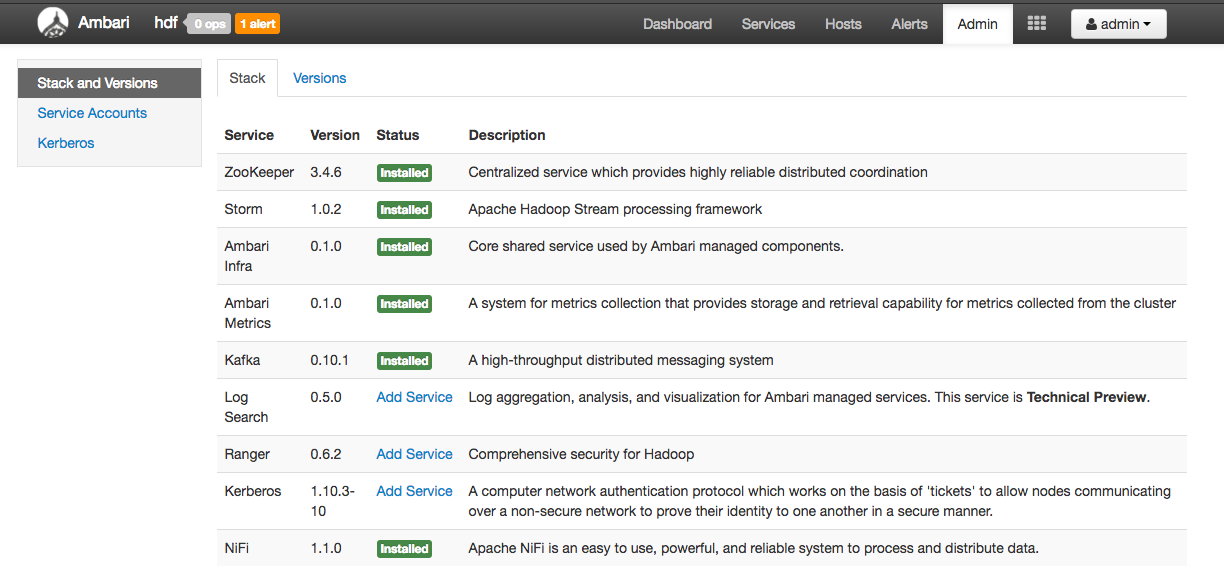 Ambari hdf 0 ops 1 alert Dashboard Services Hosts Alerts Admin admin
Stack and Versions
Service Accounts
Kerberos
Stack Versions
Service Version Status Description
ZooKeeper 3.4.6 Installed Centralized service which provides highly reliable distributed coordination
Storm 1.0.2 Installed Apache Hadoop Stream processing framework
Ambari 0.1.0 Installed Core shared service used by Ambari managed components.
Infra
Ambari 0.1.0 Installed A system for metrics collection that provides storage and retrieval capability for metrics collected from the cluster
Metrics
Kafka 0.10.1 Installed A high-throughput distributed messaging system
Log 0.5.0 Add Service Log aggregation, analysis, and visualization for Ambari managed services. This service is Technical Preview.
Search
Ranger 0.6.2 Add Service Comprehensive security for Hadoop
Kerberos 1.10.3- Add Service A computer network authentication protocol which works on the basis of 'tickets' to allow nodes communicating
10 over a non-secure network to prove their identity to one another in a secure manner.
NiFi 1.1.0 Installed Apache NiFi is an easy to use, powerful, and reliable system to process and distribute data.